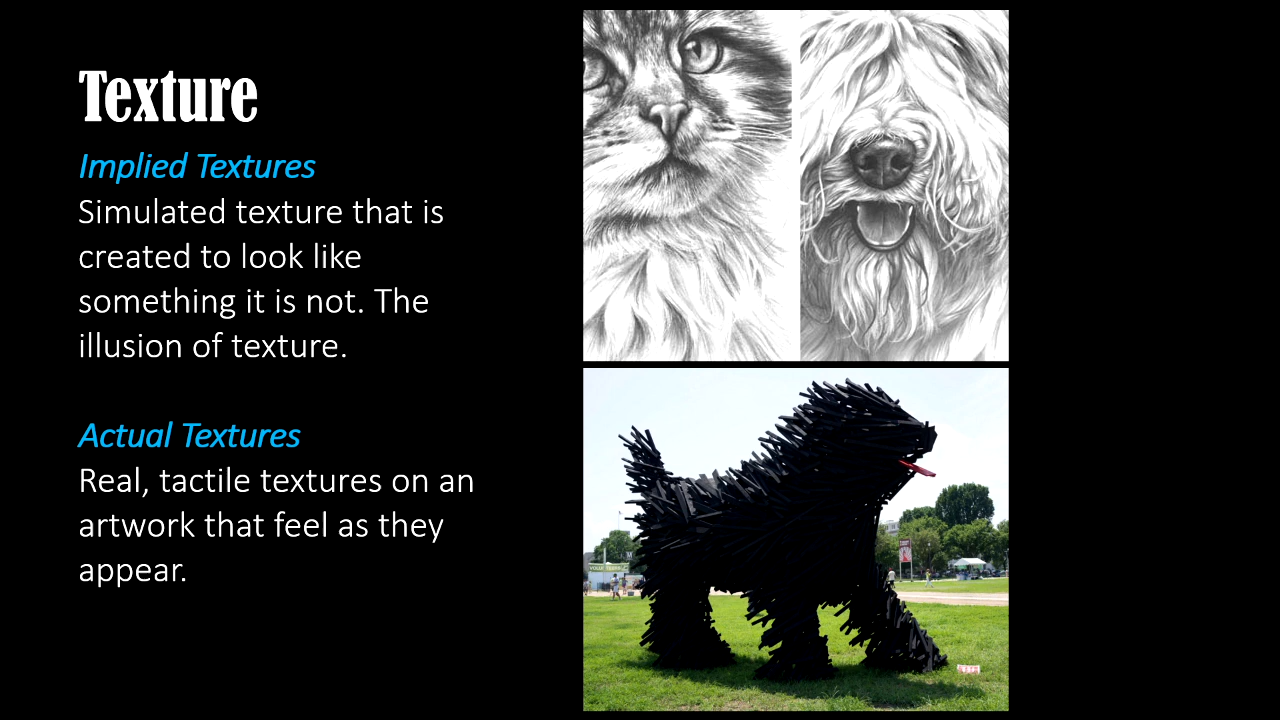 Texture
Implied Textures
Simulated texture that is
created to look like
something it is not. The
illusion of texture.
Actual Textures
Real, tactile textures on an
artwork that feel as they
appear.